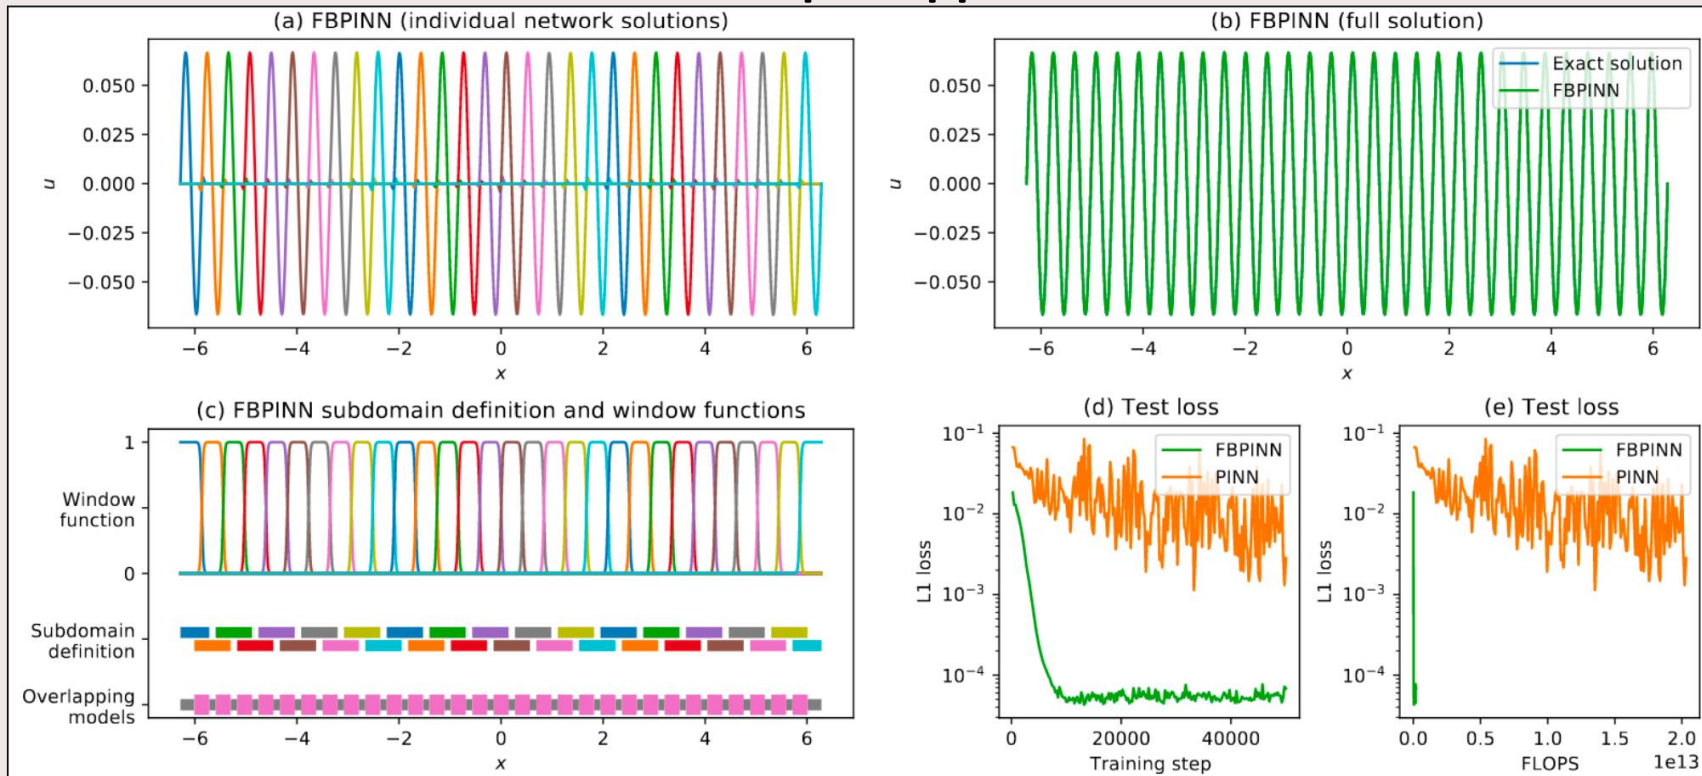 (a) FBPINN (individual network solutions)
0.050
0.025
0.000
−0.025
−0.050
u
−6 −4 −2 0 2 4 6
x
(b) FBPINN (full solution)
Exact solution
FBPINN
0.050
0.025
0.000
−0.025
−0.050
u
−6 −4 −2 0 2 4 6
x
(c) FBPINN subdomain definition and window functions
1
Window
function
0
Subdomain
definition
Overlapping
models
−6 −4 −2 0 2 4 6
x
(d) Test loss
FBPINN
PINN
10⁻¹
10⁻²
10⁻³
10⁻⁴
L1 loss
0 20000 40000
Training step
(e) Test loss
FBPINN
PINN
10⁻¹
10⁻²
10⁻³
10⁻⁴
L1 loss
0.0 0.5 1.0 1.5 2.0
FLOPS 1e13